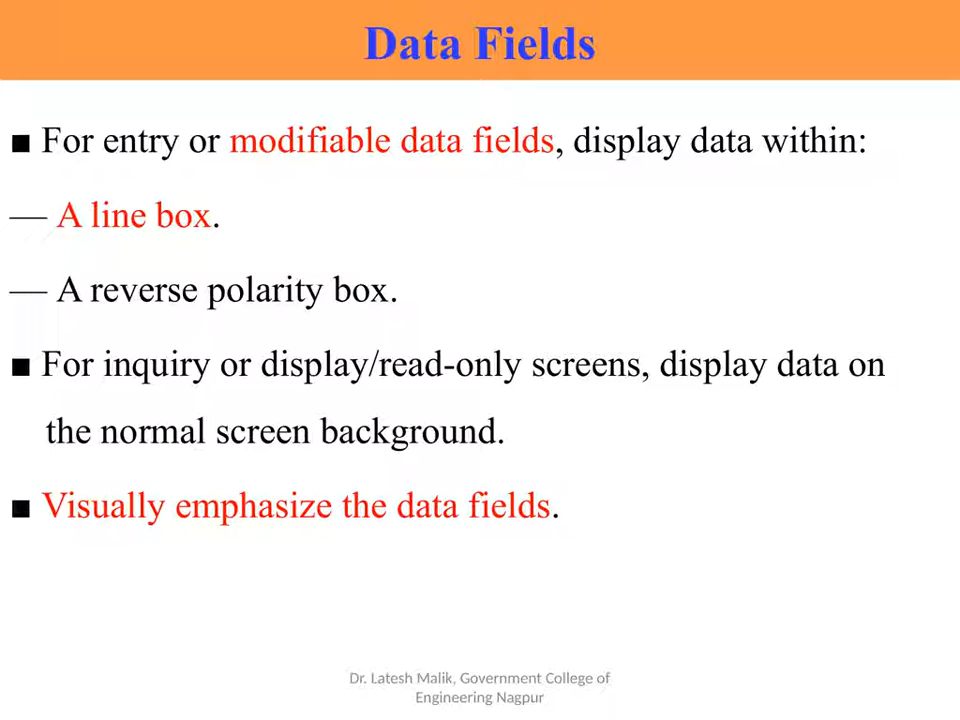 Data Fields
■ For entry or modifiable data fields, display data within:
— A line box.
— A reverse polarity box.
■ For inquiry or display/read-only screens, display data on
the normal screen background.
■ Visually emphasize the data fields.
Dr. Latesh Malik, Government College of
Engineering Nagpur